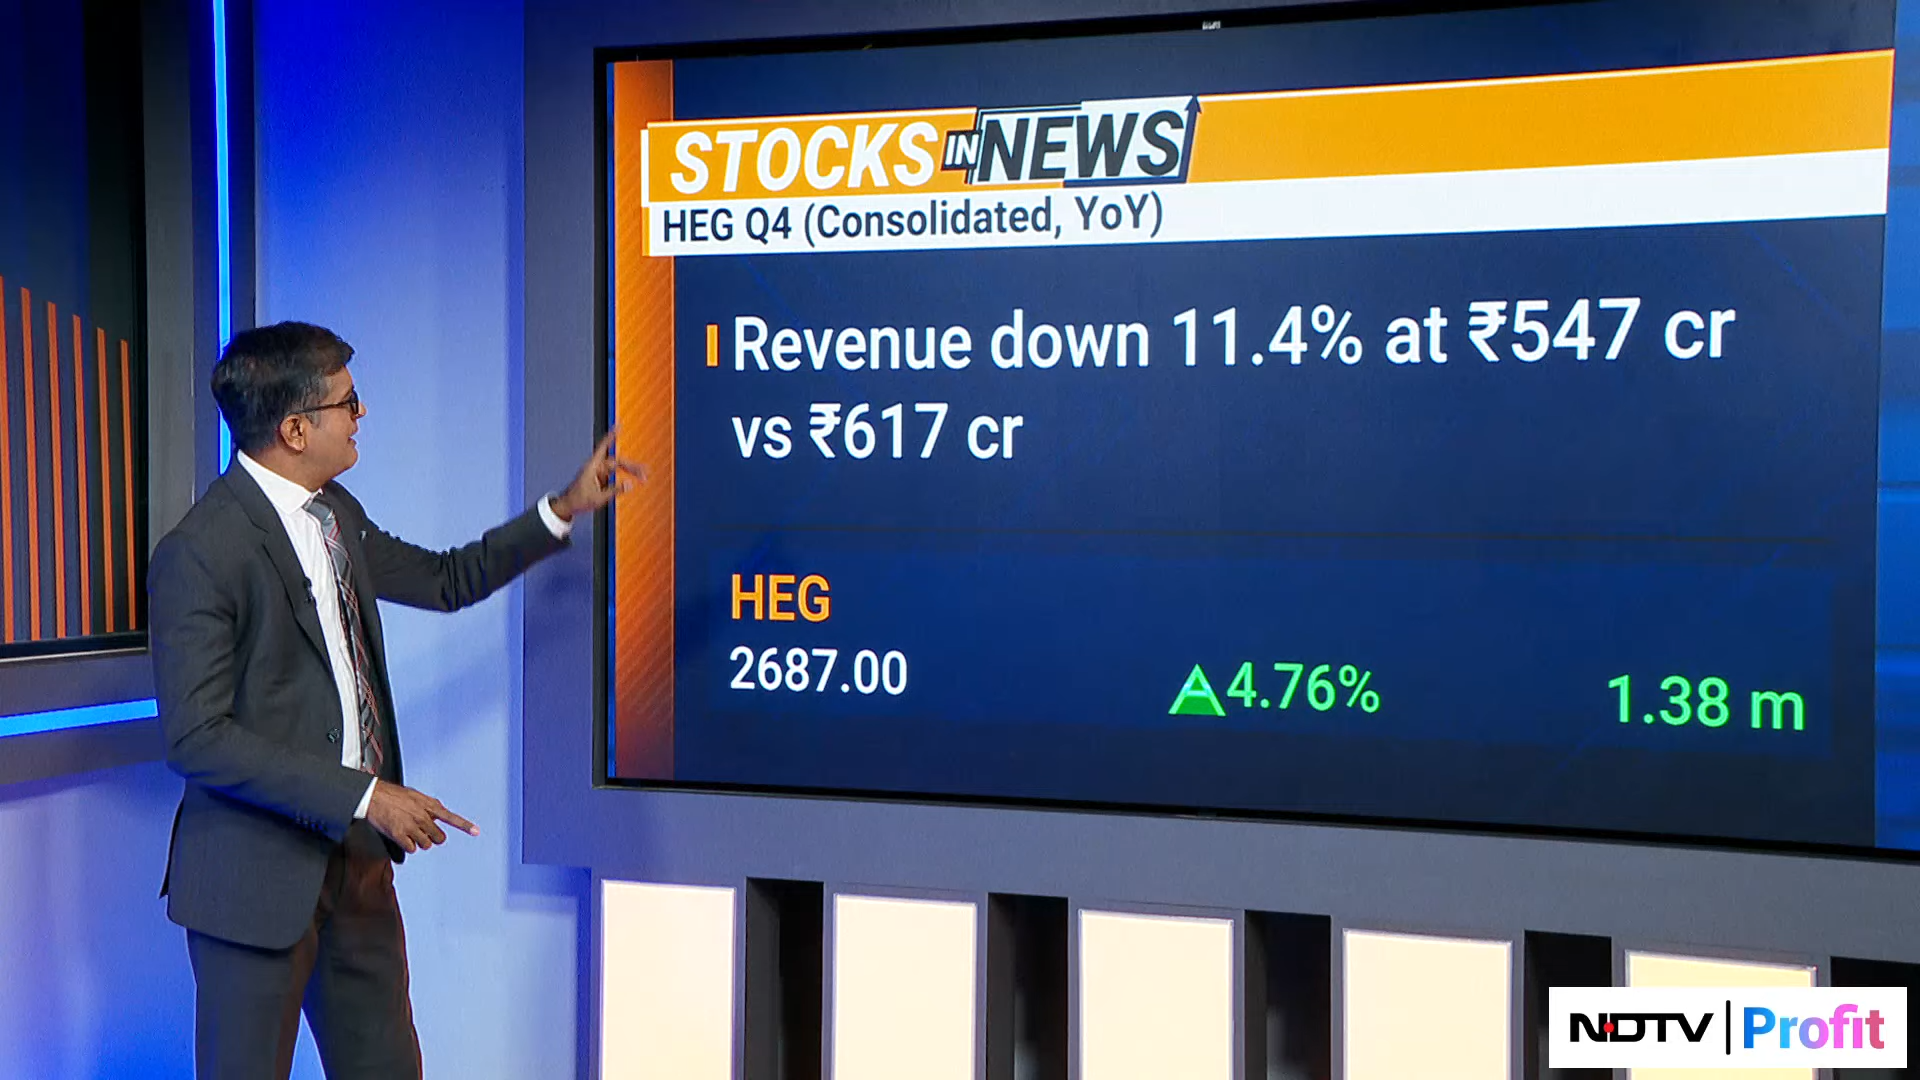 STOCKS IN NEWS
HEG Q4 (Consolidated, YoY)
Revenue down 11.4% at ₹547 cr
vs ₹617 cr
HEG
2687.00 4.76% 1.38 m
NDTV Profit